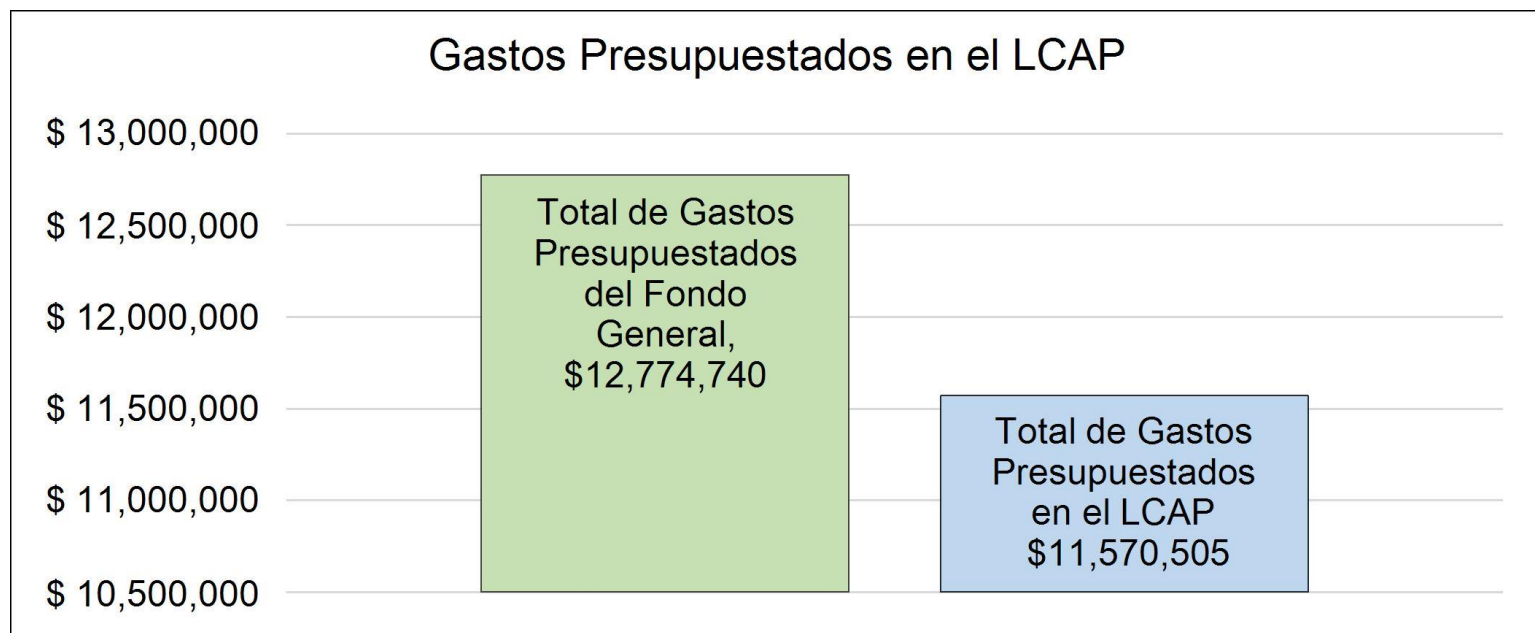 Gastos Presupuestados en el LCAP
$ 13,000,000
$ 12,500,000
$ 12,000,000
$ 11,500,000
$ 11,000,000
$ 10,500,000
Total de Gastos
Presupuestados
del Fondo
General,
$12,774,740
Total de Gastos
Presupuestados
en el LCAP
$11,570,505